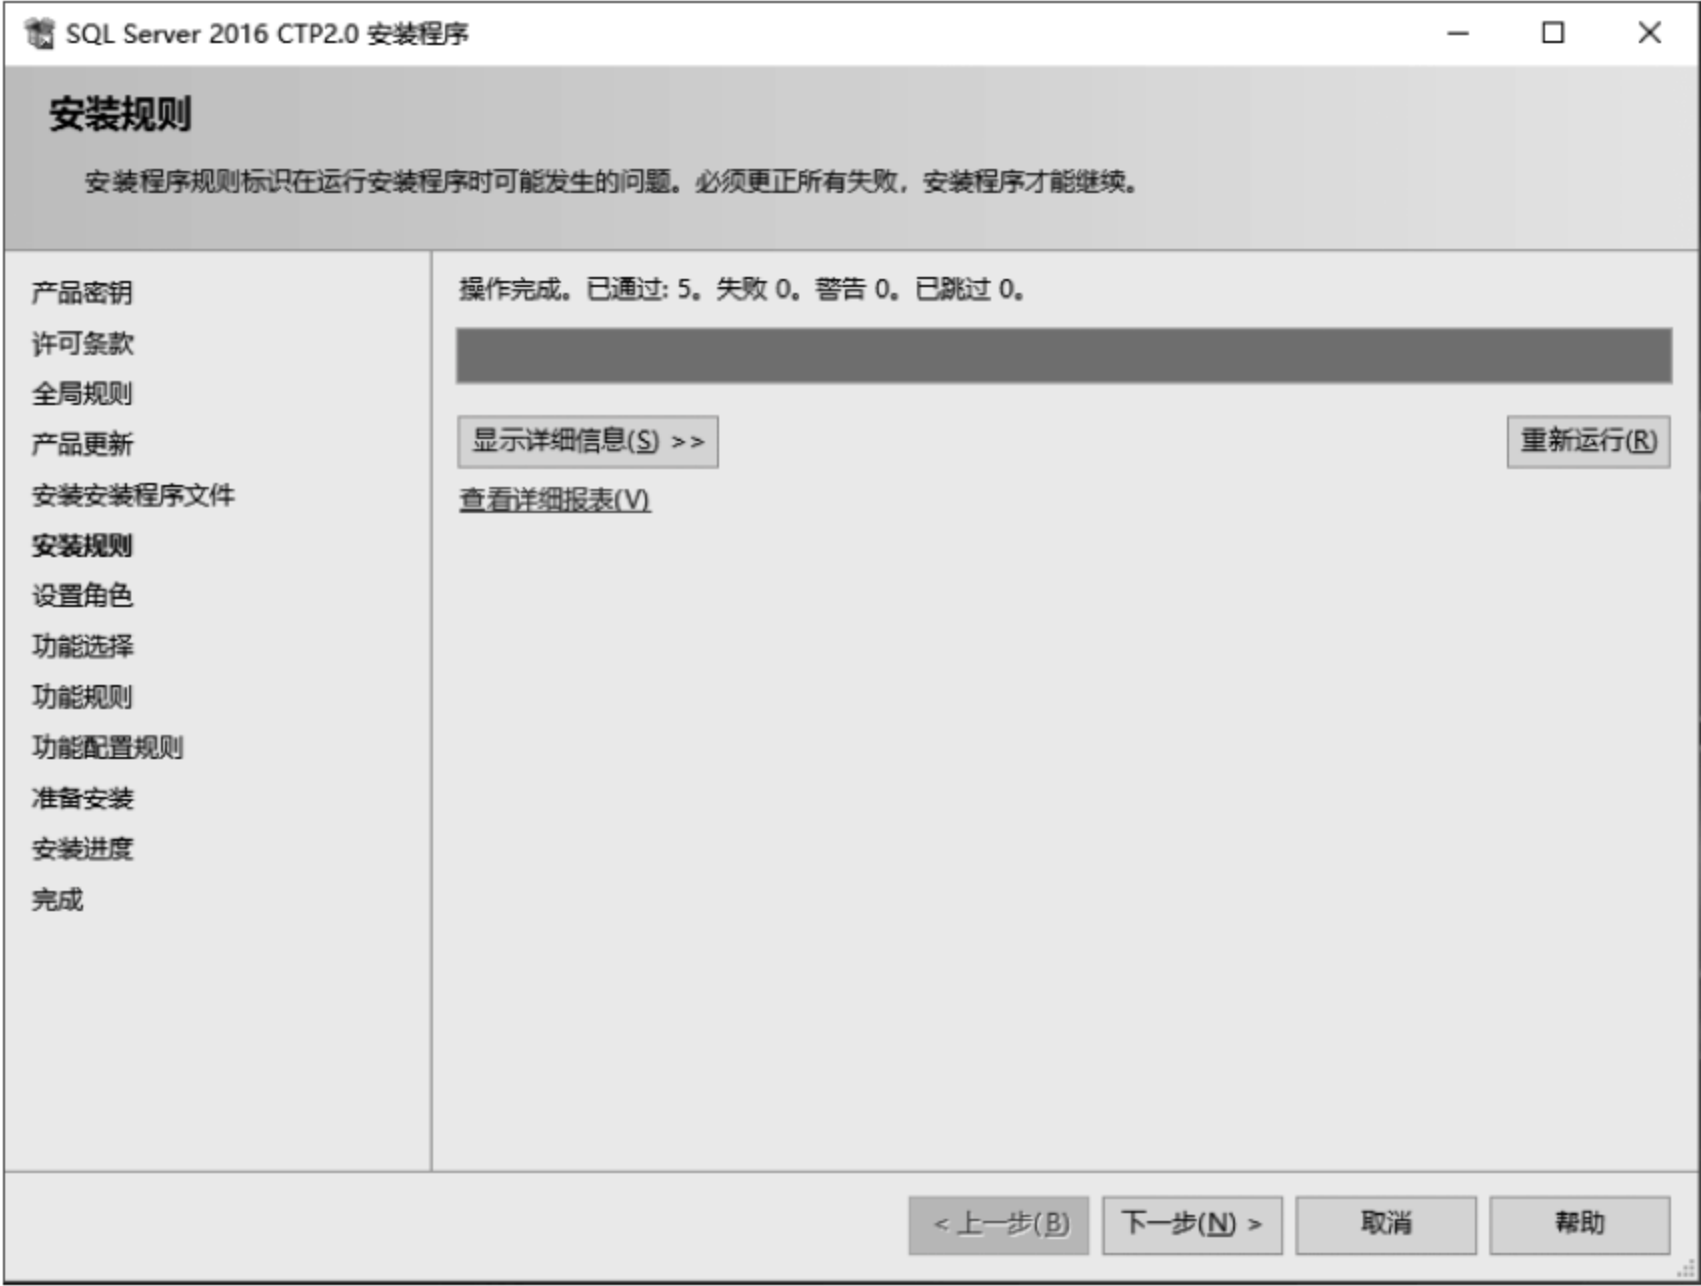 SQL Server 2016 CTP2.0 安装程序
安装规则
安装程序规则标识在运行安装程序时可能发生的问题。必须更正所有失败，安装程序才能继续。
产品密钥
许可条款
全局规则
产品更新
安装安装程序文件
安装规则
设置角色
功能选择
功能规则
功能配置规则
准备安装
安装进度
完成
操作完成。已通过: 5。失败 0。警告 0。已跳过 0。
显示详细信息(S) >>
重新运行(R)
查看详细报表(V)
< 上一步(B)
下一步(N) >
取消
帮助